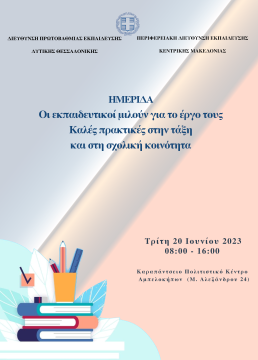 ΔΙΕΥΘΥΝΣΗ ΠΡΩΤΟΒΑΘΜΙΑΣ ΕΚΠΑΙΔΕΥΣΗΣ
ΔΥΤΙΚΗΣ ΘΕΣΣΑΛΟΝΙΚΗΣ
ΠΕΡΙΦΕΡΕΙΑΚΗ ΔΙΕΥΘΥΝΣΗ ΕΚΠΑΙΔΕΥΣΗΣ
ΚΕΝΤΡΙΚΗΣ ΜΑΚΕΔΟΝΙΑΣ
ΗΜΕΡΙΔΑ
Οι εκπαιδευτικοί μιλούν για το έργο τους
Καλές πρακτικές στην τάξη
και στη σχολική κοινότητα
Τρίτη 20 Ιουνίου 2023
08:00 - 16:00
Καραπάντσειο Πολιτιστικό Κέντρο
Αμπελοκήπων (Μ. Αλεξάνδρου 24)